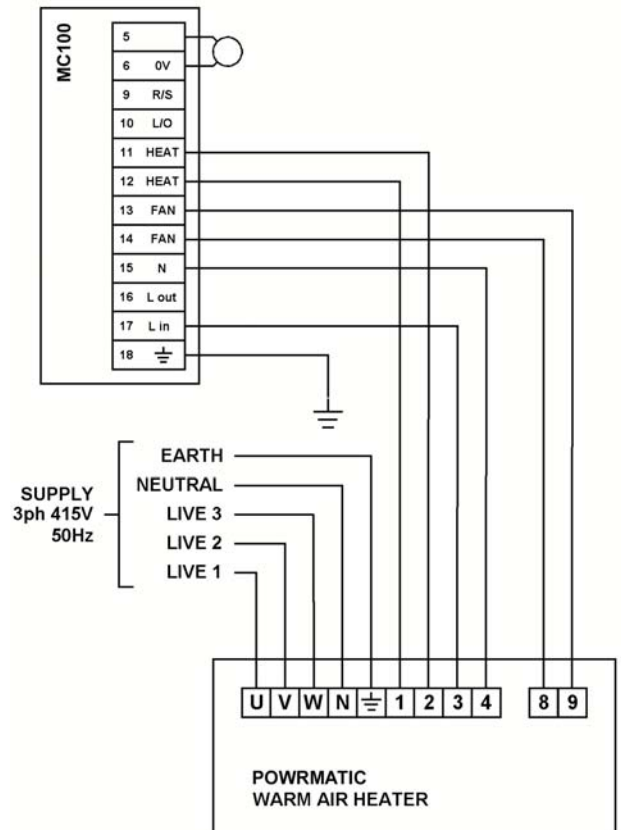 MC100
5
6 0V
9 R/S
10 L/O
11 HEAT
12 HEAT
13 FAN
14 FAN
15 N
16 L out
17 L in
18
SUPPLY
3ph 415V
50Hz
EARTH
NEUTRAL
LIVE 3
LIVE 2
LIVE 1
U V W N 1 2 3 4 8 9
POWRMATIC
WARM AIR HEATER